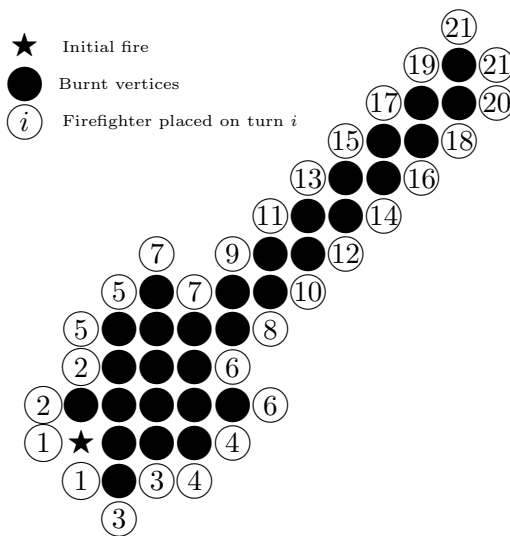 21
Initial fire
19 21
Burnt vertices
17 20
i Firefighter placed on turn i
15 18
13 16
11 14
7 9 12
5 7 10
5 8
2 6
2 6
1 4
1 3 4
3